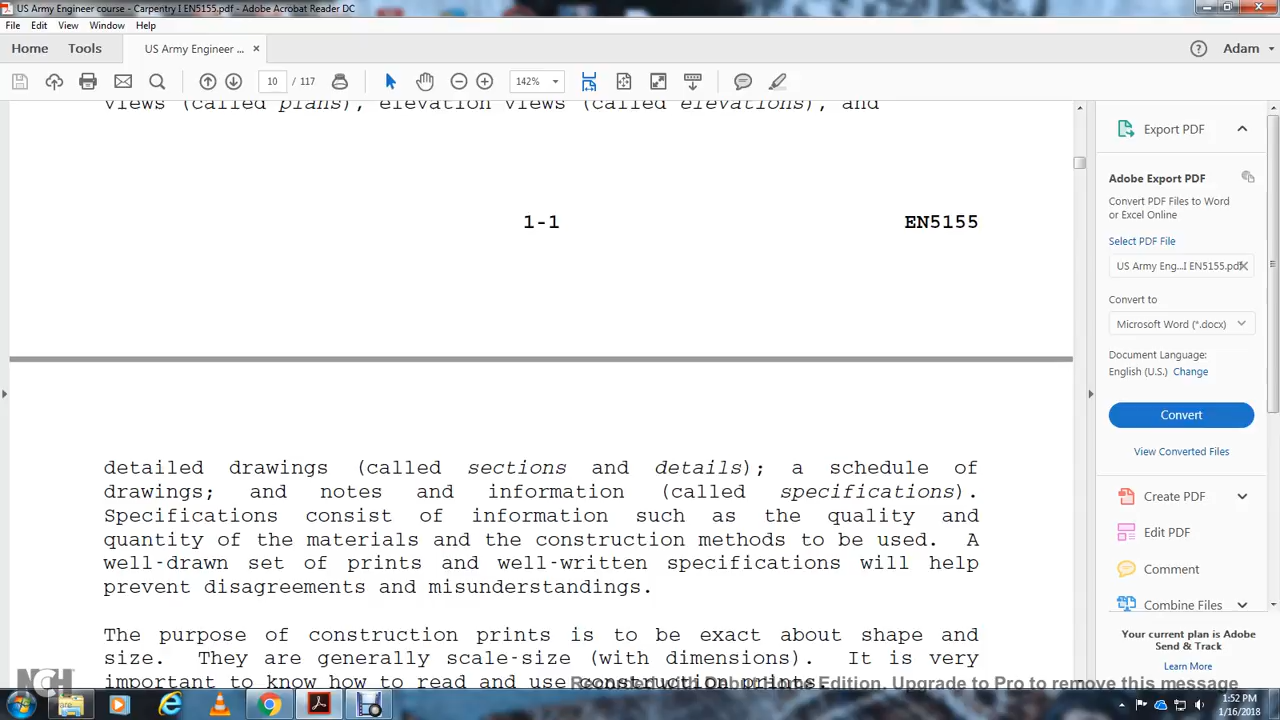 US Army Engineer course - Carpentry I EN5155.pdf - Adobe Acrobat Reader DC
File Edit View Window Help
Home Tools US Army Engineer ... × Adam
10 / 117 142%
views (called plans), elevation views (called elevations), and
1-1 EN5155
detailed drawings (called sections and details); a schedule of
drawings; and notes and information (called specifications).
Specifications consist of information such as the quality and
quantity of the materials and the construction methods to be used. A
well-drawn set of prints and well-written specifications will help
prevent disagreements and misunderstandings.
The purpose of construction prints is to be exact about shape and
size. They are generally scale-size (with dimensions). It is very
important to know how to read and use construction prints.
Export PDF
Adobe Export PDF
Convert PDF Files to Word
or Excel Online
Select PDF File
US Army Eng...I EN5155.pdf
Convert to
Microsoft Word (*.docx)
Document Language:
English (U.S.) Change
Convert
View Converted Files
Create PDF
Edit PDF
Comment
Combine Files
Your current plan is Adobe
Send & Track
Learn More
NCH
Recorded with Debut Home Edition, Upgrade to Pro to remove this message
1:52 PM
1/16/2018